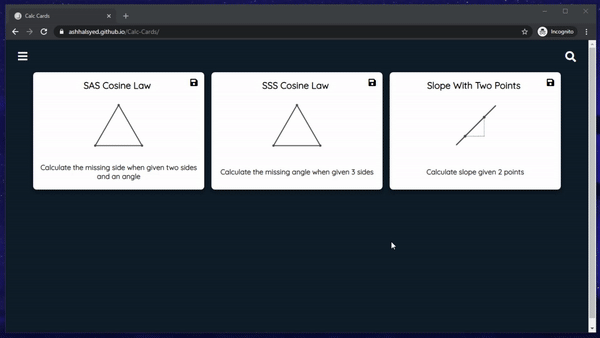 Calc Cards
ashhalsyed.github.io/Calc-Cards/
Incognito
SAS Cosine Law
SSS Cosine Law
Slope With Two Points
Calculate the missing side when given two sides
and an angle
Calculate the missing angle when given 3 sides
Calculate slope given 2 points